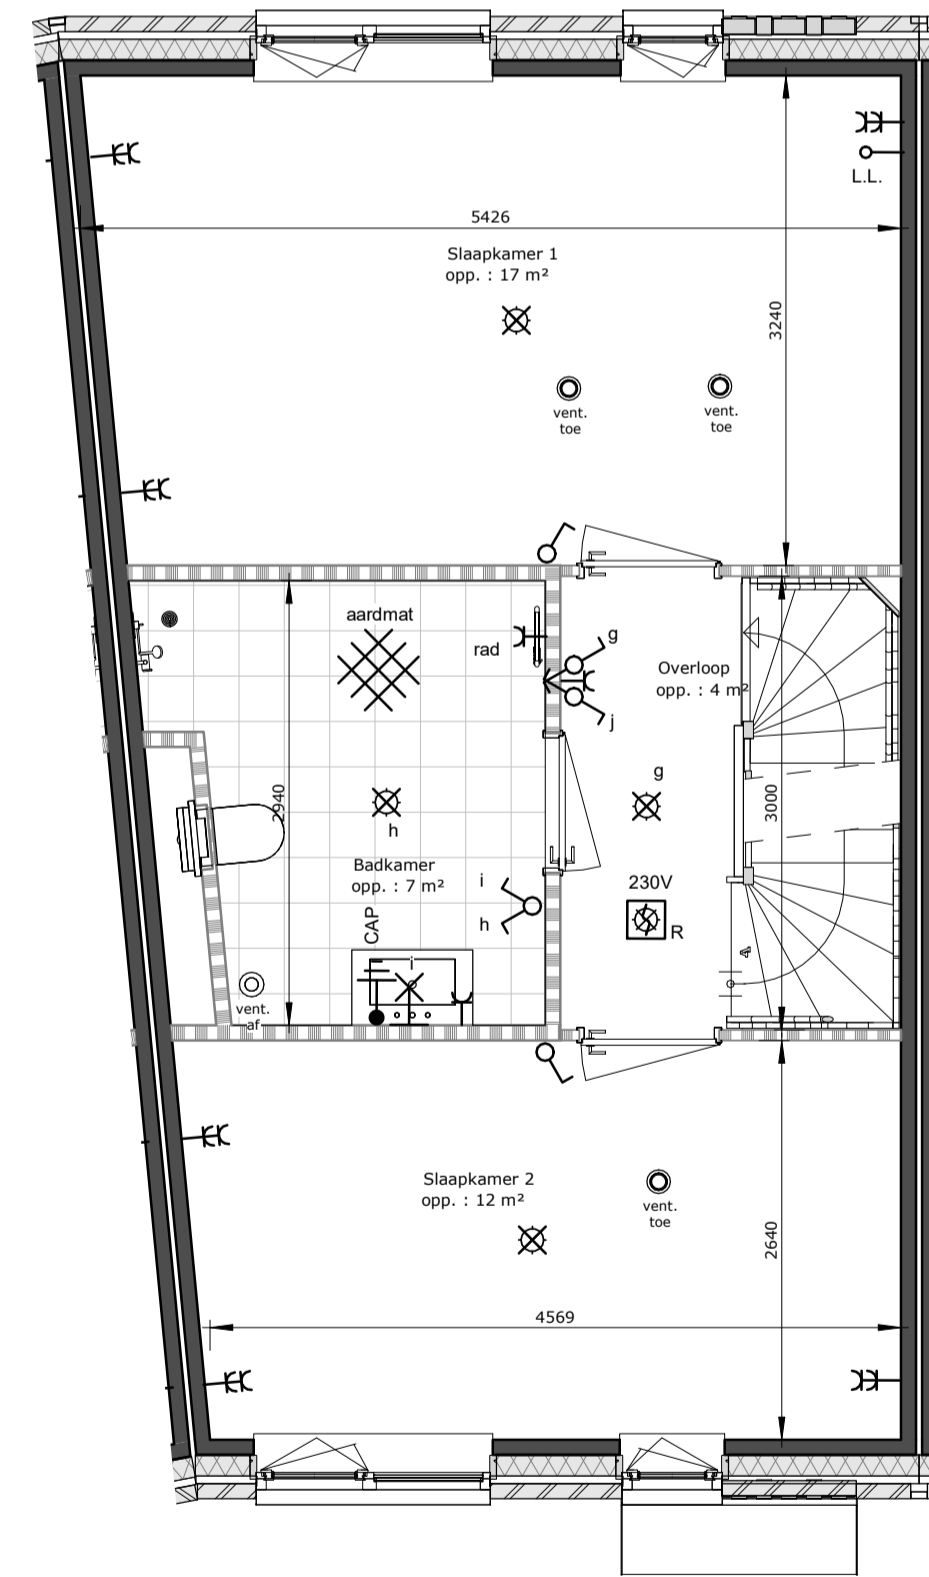 L.L.
5426
Slaapkamer 1
opp. : 17 m²
3240
vent.
toe
vent.
toe
aardmat
rad
g
Overloop
opp. : 4 m²
j
g
2940
h
3000
Badkamer
opp. : 7 m²
i
230V
h
CAP
R
A
i
vent.
af
Slaapkamer 2
opp. : 12 m²
vent.
toe
2640
4569